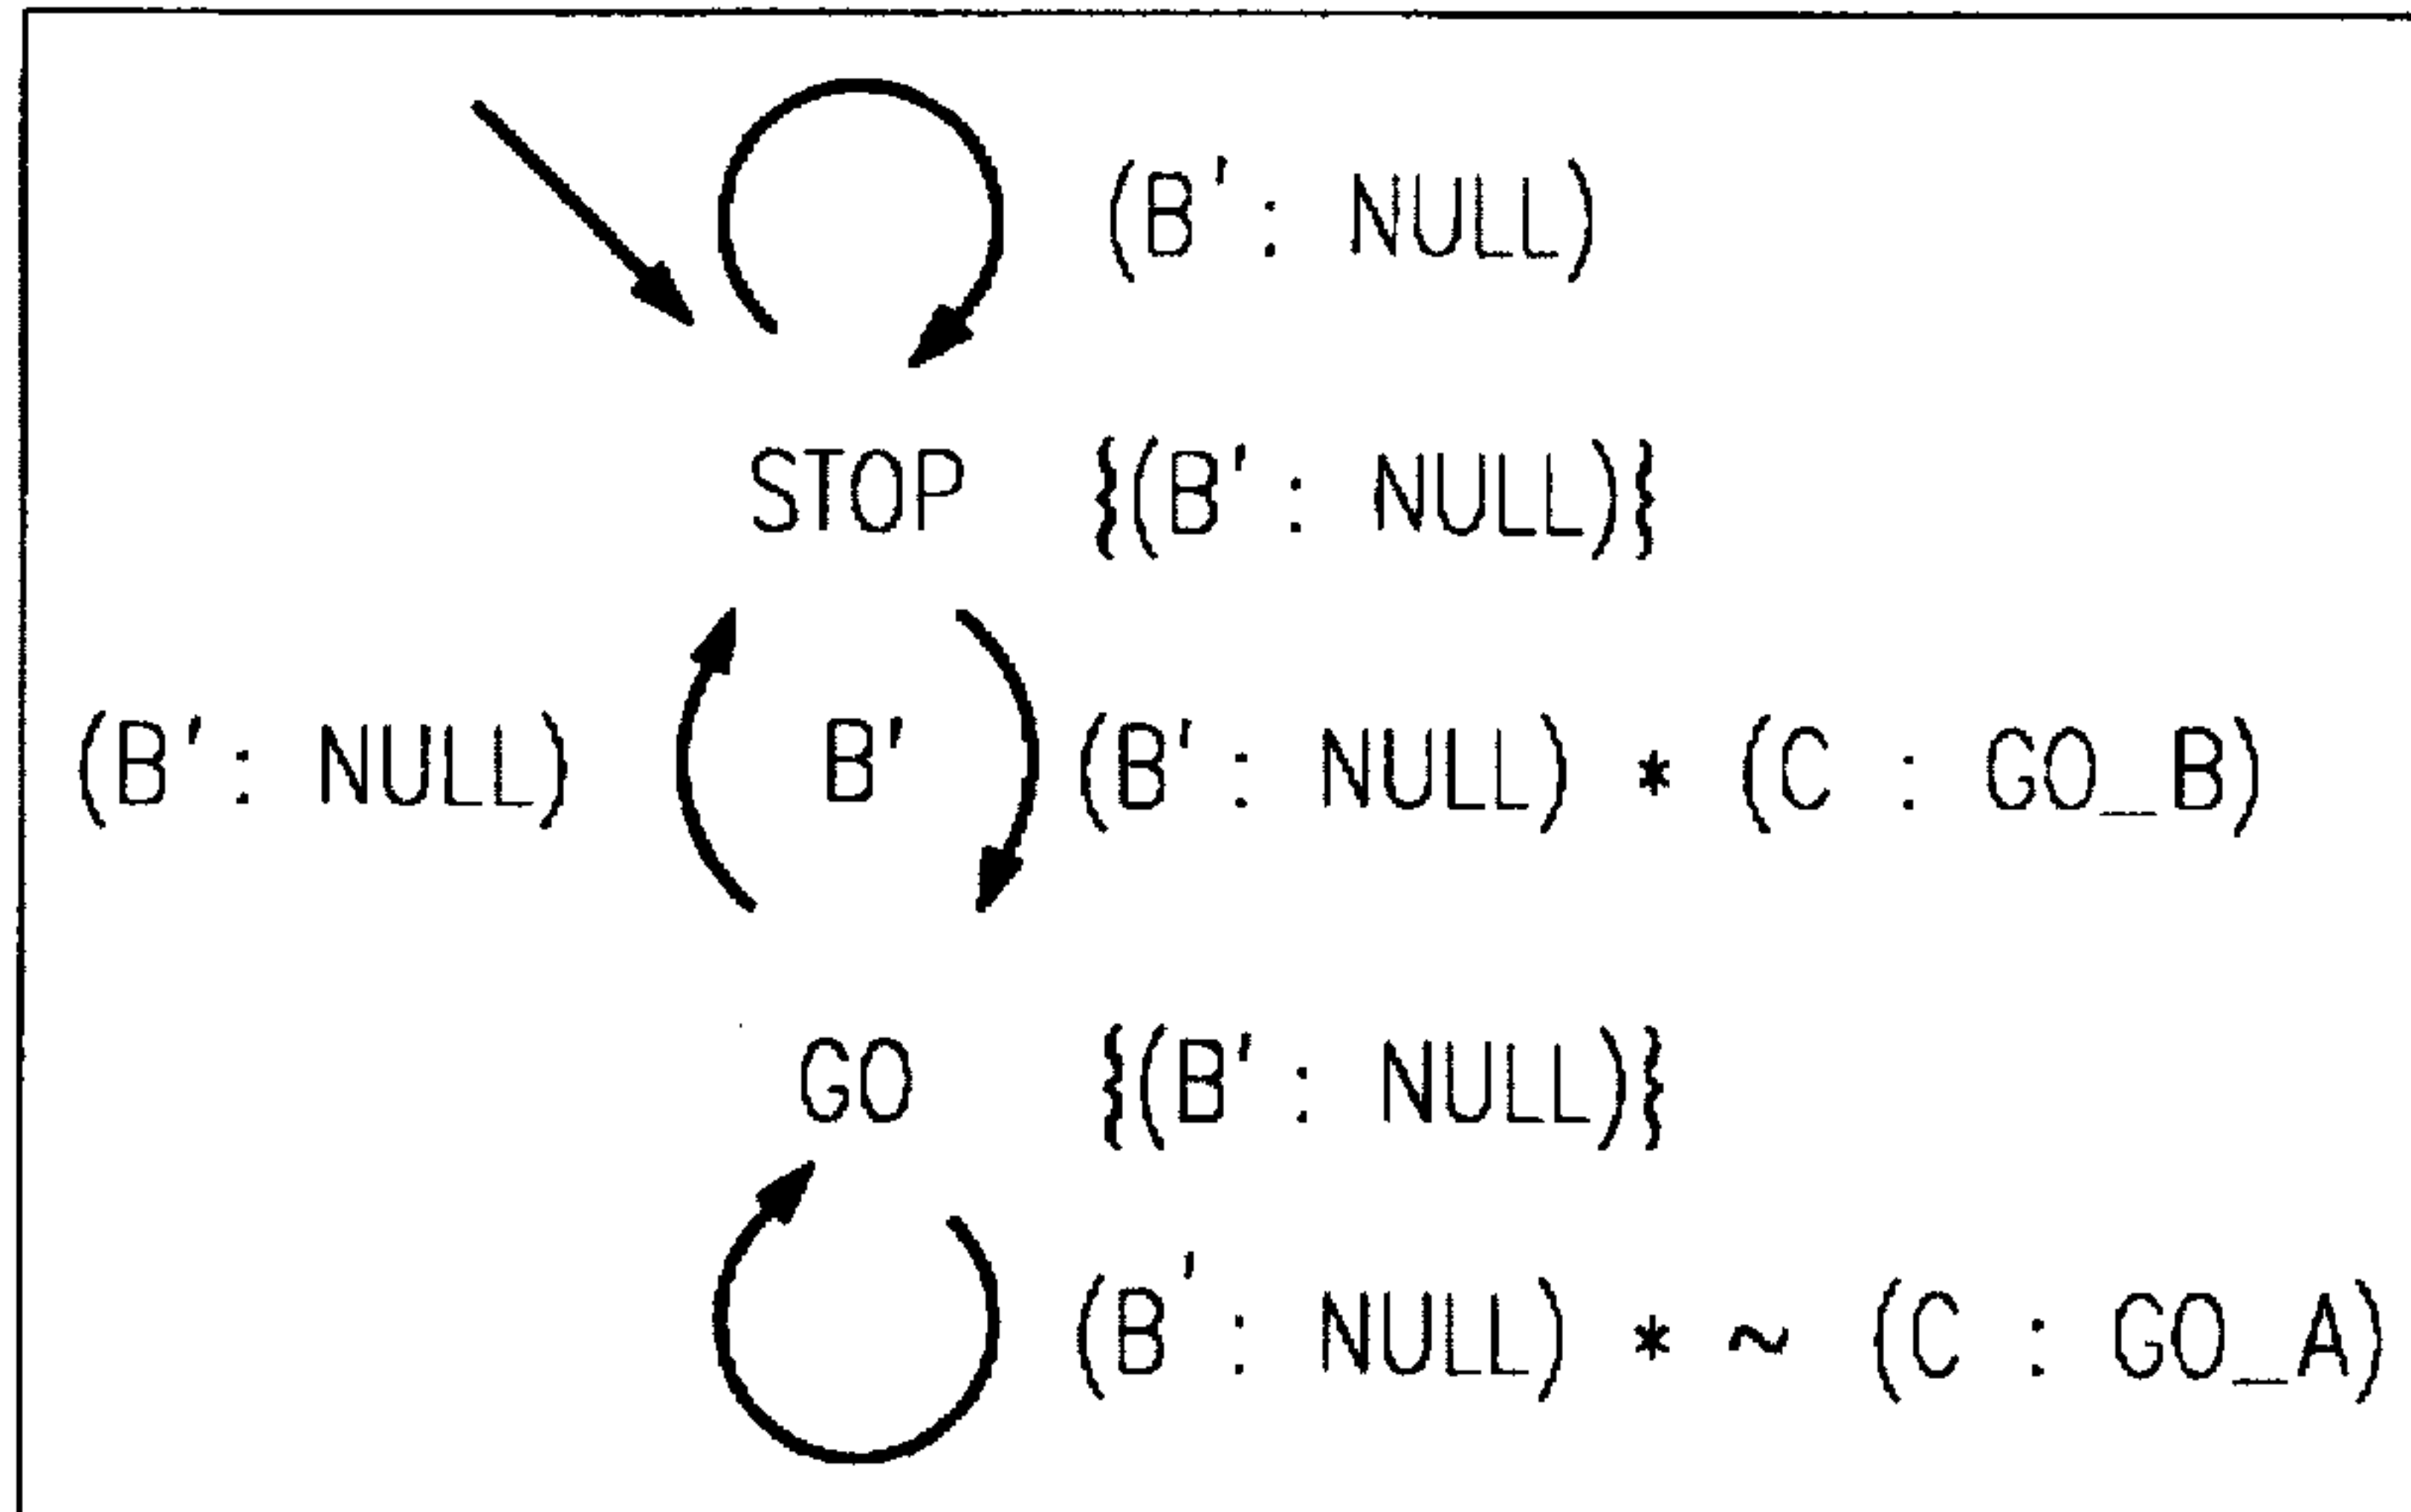 (B' : NULL)
STOP {(B' : NULL)}
(B' : NULL) B' (B' : NULL) * (C : GO_B)
GO {(B' : NULL)}
(B' : NULL) * ~ (C : GO_A)